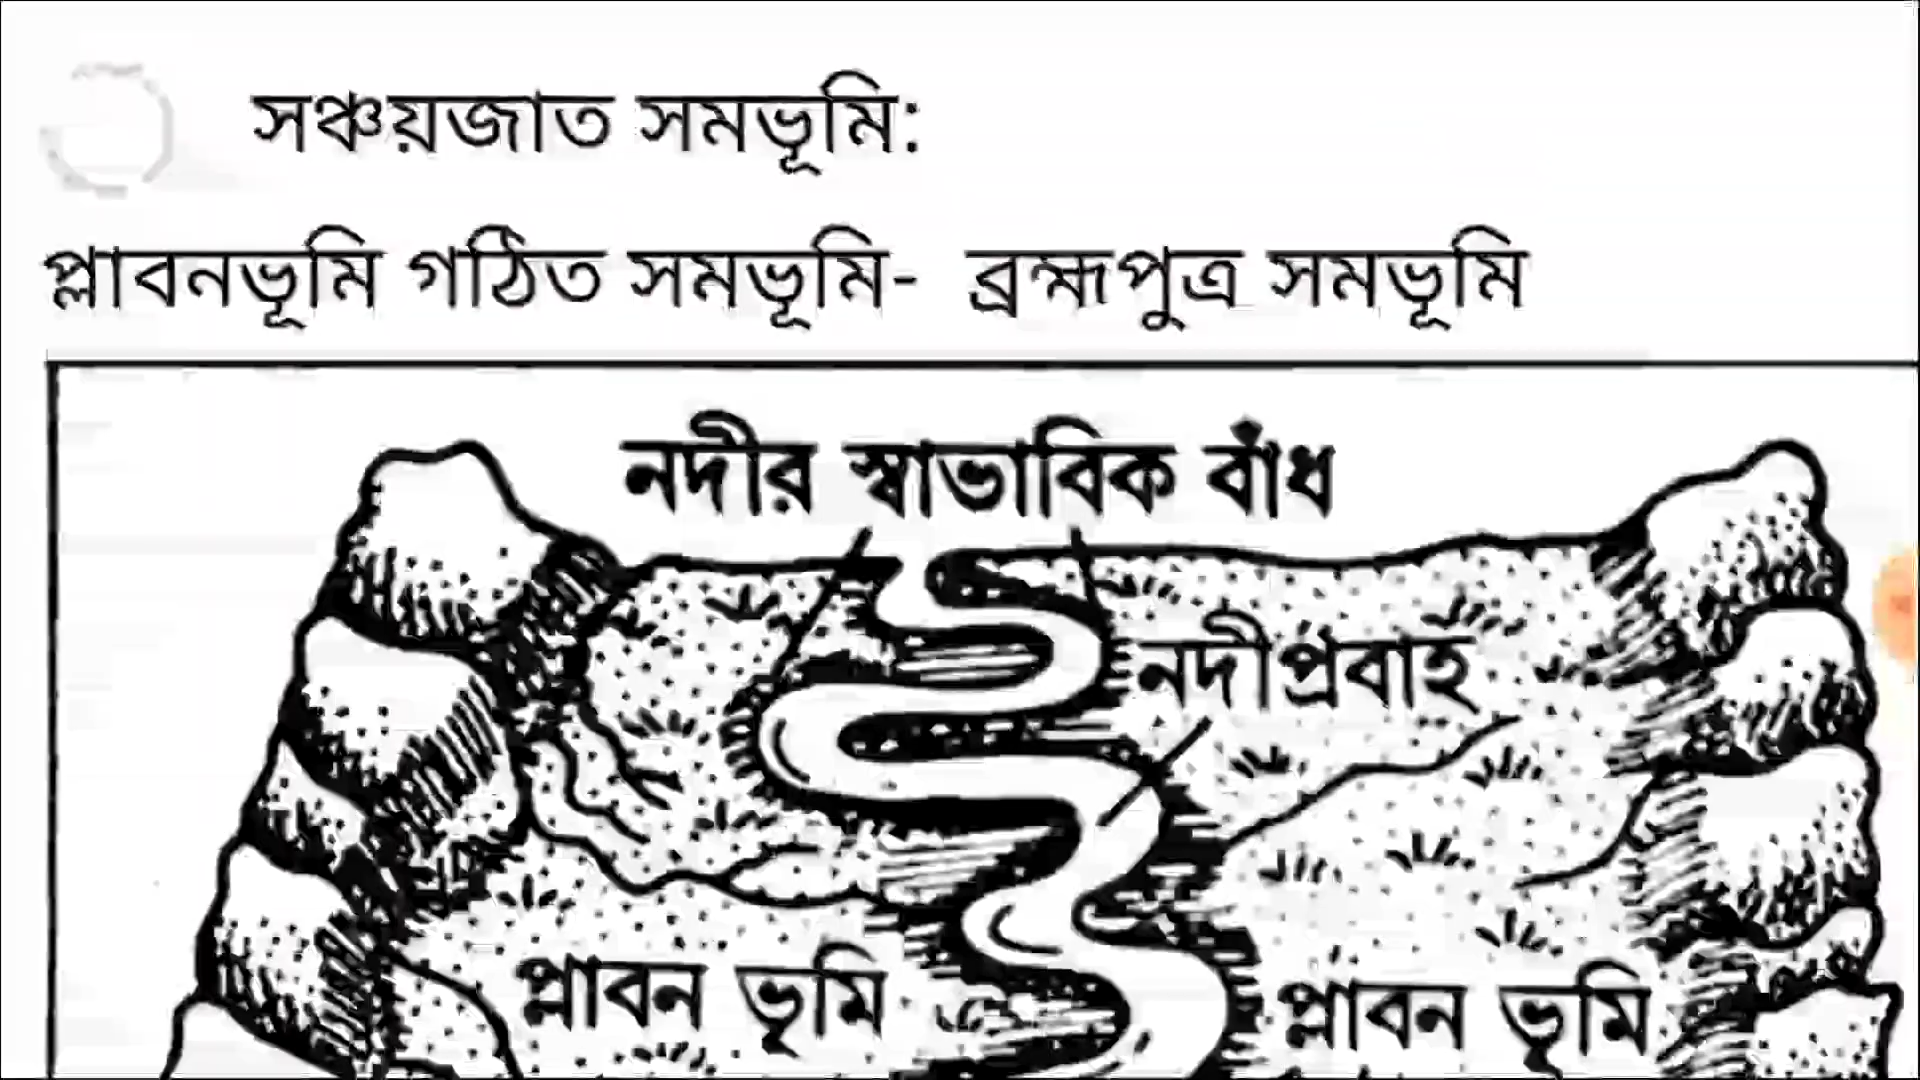 সঞ্চয়জাত সমভূমি:
প্লাবনভূমি গঠিত সমভূমি- ব্রহ্মপুত্র সমভূমি
নদীর স্বাভাবিক বাঁধ
নদীপ্রবাহ
প্লাবন ভূমি
প্লাবন ভূমি